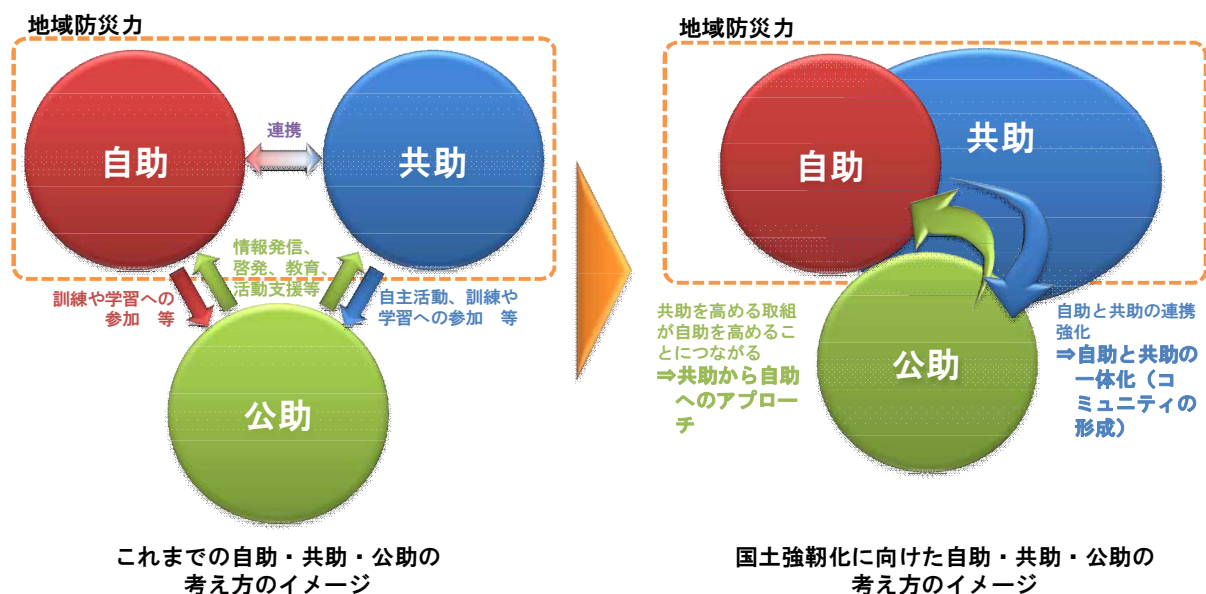 地域防災力
自助
連携
共助
情報発信、
啓発、教育、
活動支援等
訓練や学習への
参加 等
自主活動、訓練や
学習への参加 等
公助
これまでの自助・共助・公助の
考え方のイメージ
地域防災力
自助
共助
共助を高める取組
が自助を高めるこ
とにつながる
⇒共助から自助
へのアプロー
チ
公助
自助と共助の連携
強化
⇒自助と共助の
一体化（コ
ミュニティの
形成）
国土強靭化に向けた自助・共助・公助の
考え方のイメージ